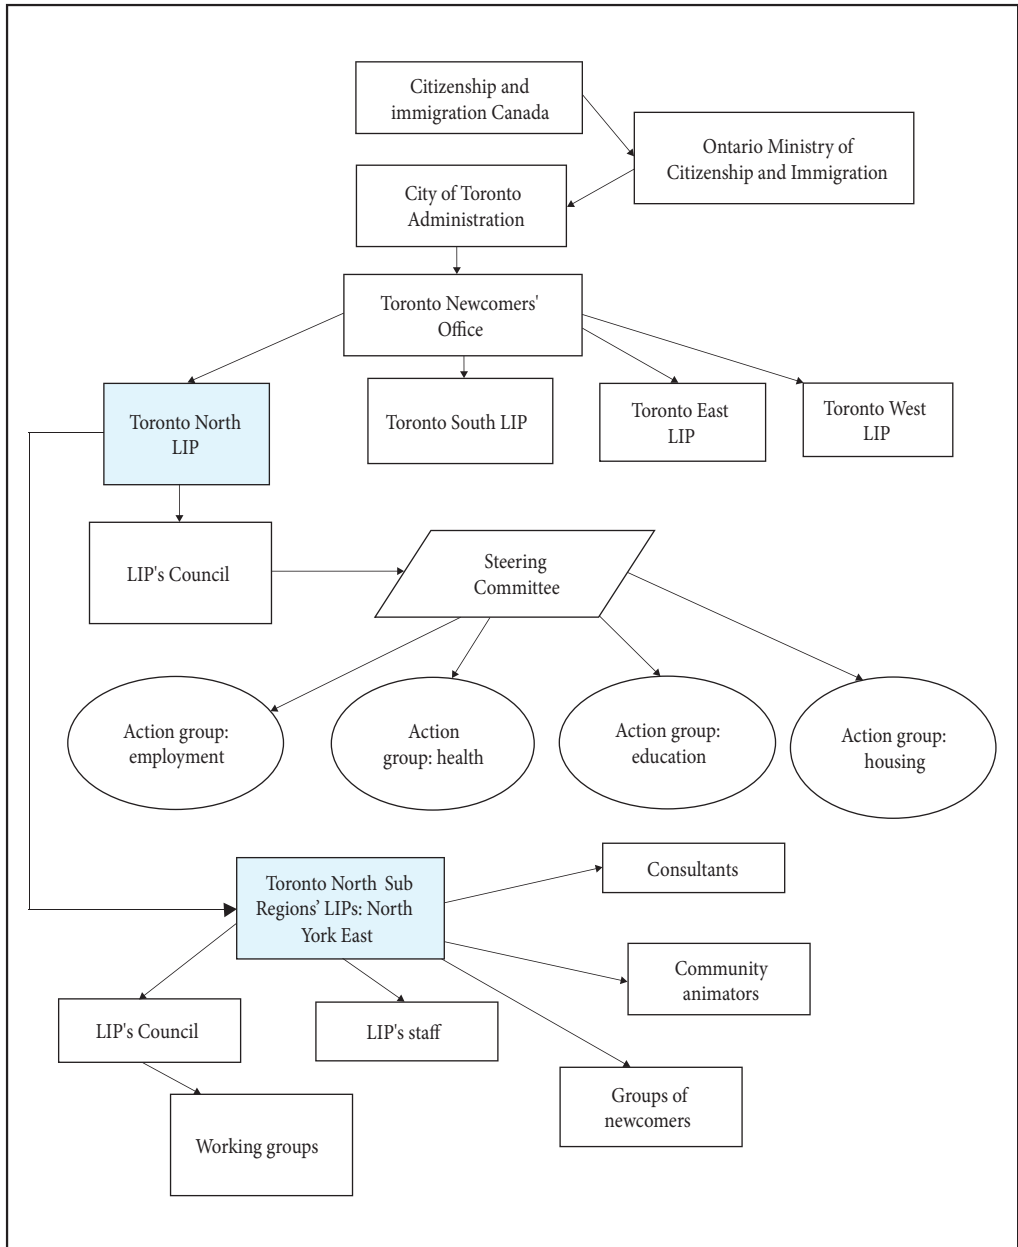 Citizenship and
immigration Canada
Ontario Ministry of
Citizenship and Immigration
City of Toronto
Administration
Toronto Newcomers'
Office
Toronto North
LIP
Toronto South LIP
Toronto East
LIP
Toronto West
LIP
LIP's Council
Steering
Committee
Action group:
employment
Action
group: health
Action group:
education
Action group:
housing
Consultants
Toronto North Sub
Regions’ LIPs: North
York East
Community
animators
LIP's Council
LIP's staff
Groups of
newcomers
Working groups